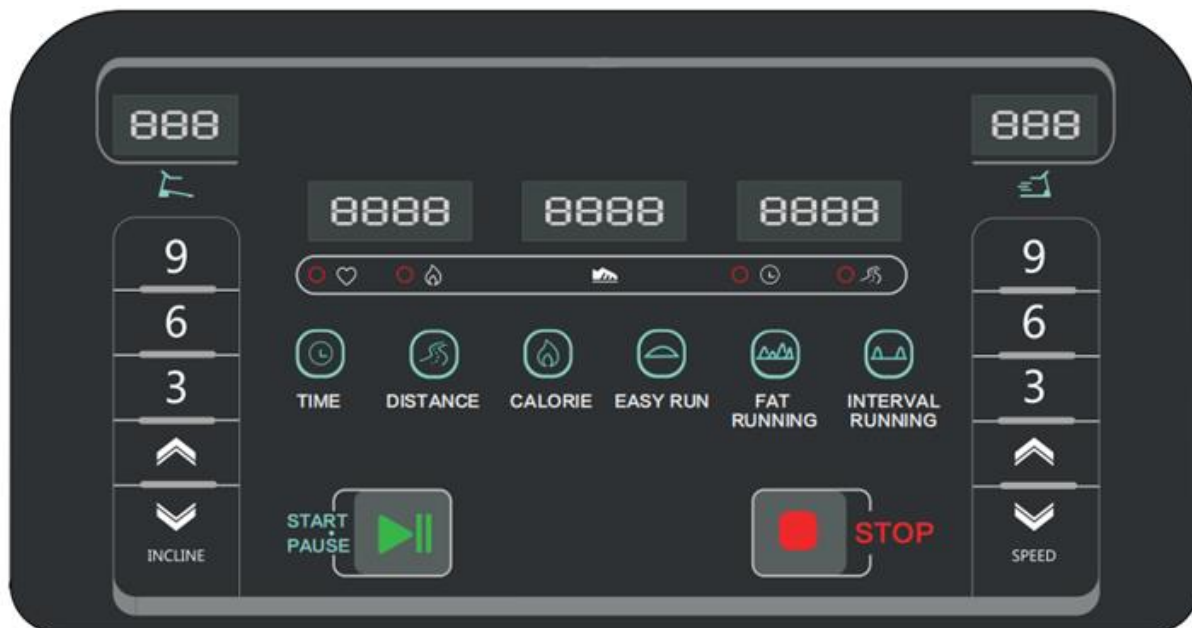 888
888
8888
8888
8888
9
6
3
INCLINE
TIME
DISTANCE
CALORIE
EASY RUN
FAT
RUNNING
INTERVAL
RUNNING
START
PAUSE
STOP
9
6
3
SPEED